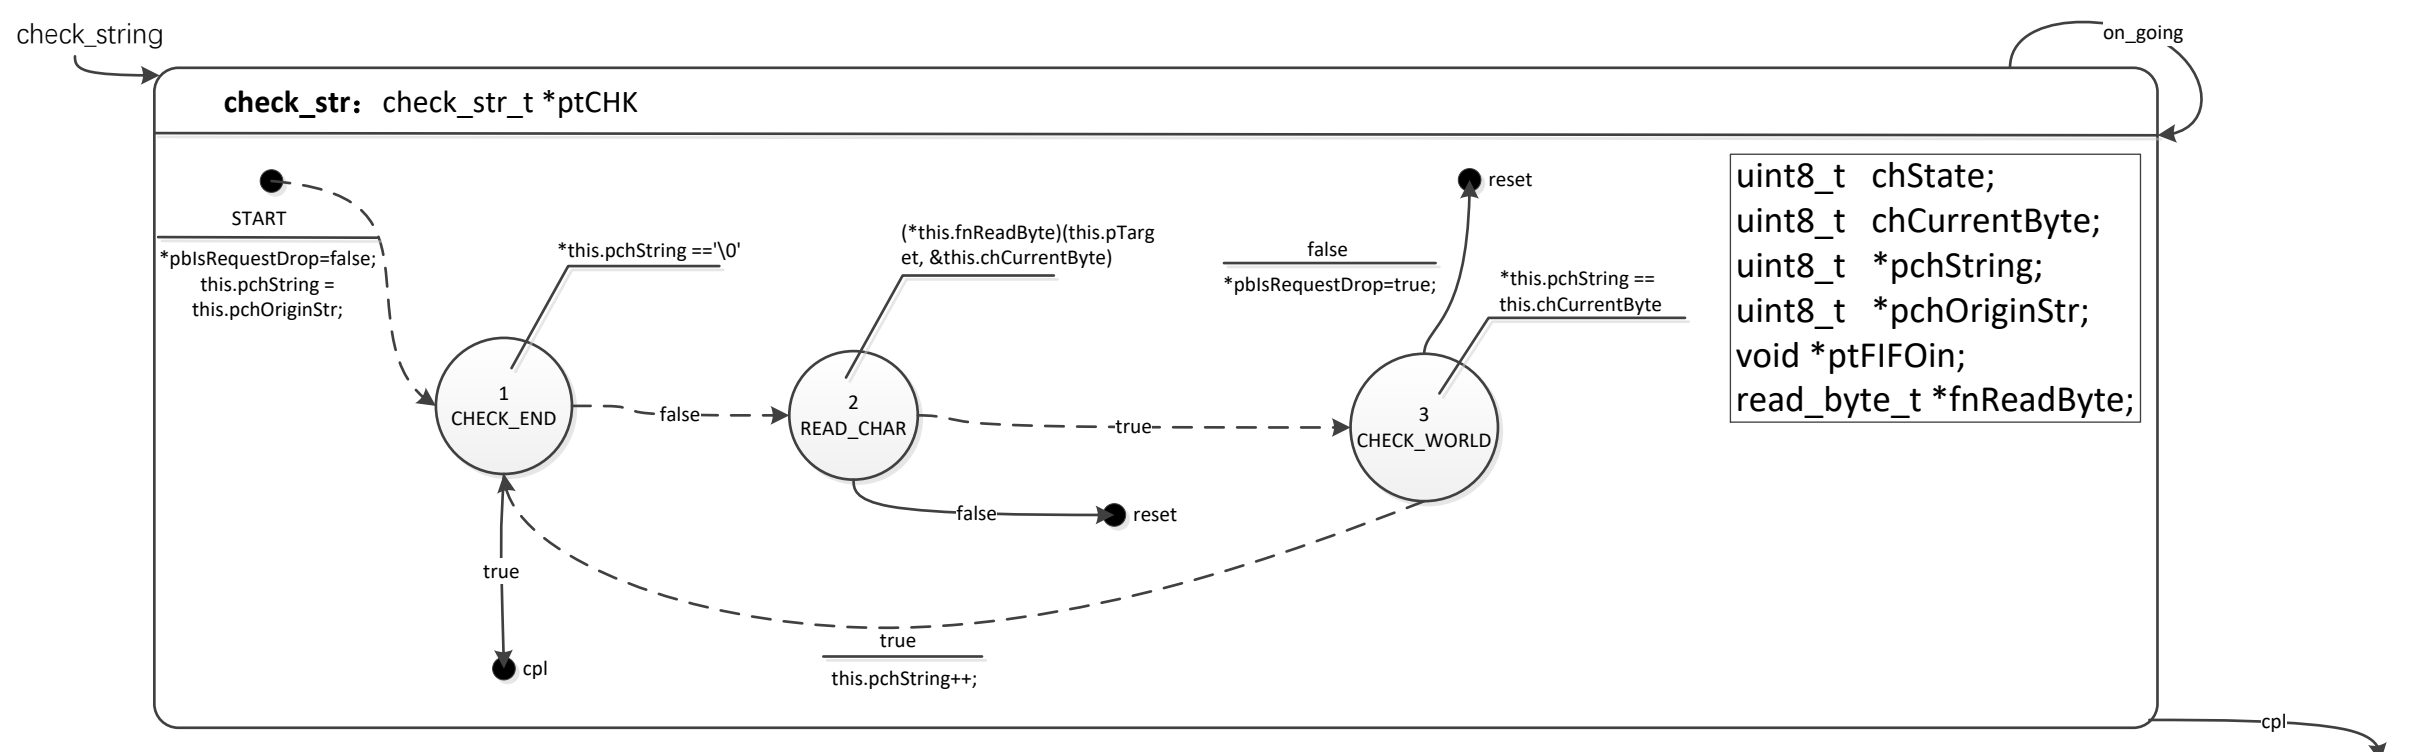 check_string
on_going
check_str：check_str_t *ptCHK
START
*pbIsRequestDrop=false;
this.pchString =
this.pchOriginStr;
*this.pchString =='\0'
(*this.fnReadByte)(this.pTarg
et, &this.chCurrentByte)
false
*pbIsRequestDrop=true;
reset
*this.pchString ==
this.chCurrentByte
uint8_t chState;
uint8_t chCurrentByte;
uint8_t *pchString;
uint8_t *pchOriginStr;
void *ptFIFOin;
read_byte_t *fnReadByte;
1
CHECK_END
false
2
READ_CHAR
true
3
CHECK_WORLD
false
reset
true
cpl
true
this.pchString++;
cpl